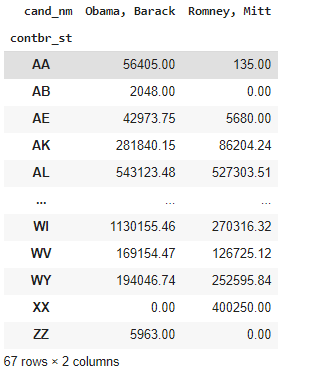 cand_nm Obama, Barack Romney, Mitt
contbr_st
AA 56405.00 135.00
AB 2048.00 0.00
AE 42973.75 5680.00
AK 281840.15 86204.24
AL 543123.48 527303.51
... ... ...
WI 1130155.46 270316.32
WV 169154.47 126725.12
WY 194046.74 252595.84
XX 0.00 400250.00
ZZ 5963.00 0.00
67 rows × 2 columns